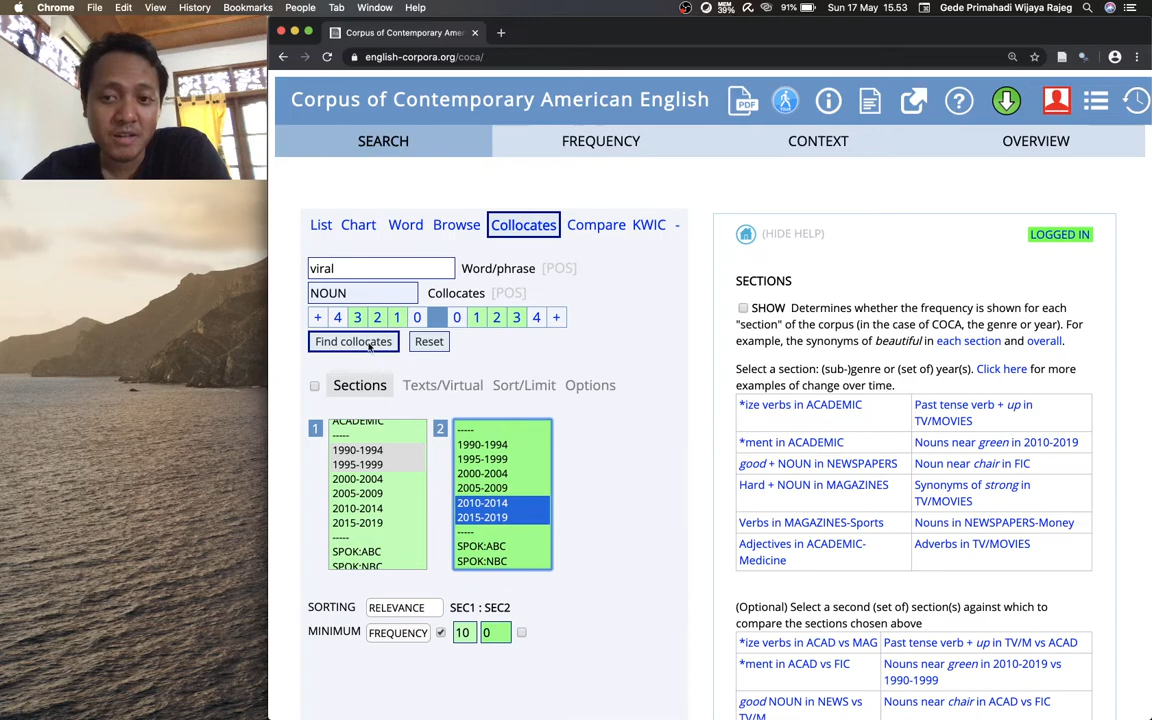 Chrome File Edit View History Bookmarks People Tab Window Help MEM 39% 91% Sun 17 May 15.53 Gede Primahadi Wijaya Rajeg
Corpus of Contemporary Ame
english-corpora.org/coca/
Corpus of Contemporary American English PDF
SEARCH FREQUENCY CONTEXT OVERVIEW
List Chart Word Browse Collocates Compare KWIC -
viral Word/phrase [POS]
NOUN Collocates [POS]
+ 4 3 2 1 0 0 1 2 3 4 +
Find collocates Reset
Sections Texts/Virtual Sort/Limit Options
1
ACADEMIC
-----
1990-1994
1995-1999
2000-2004
2005-2009
2010-2014
2015-2019
-----
SPOK:ABC
SPOK:NBC
2
-----
1990-1994
1995-1999
2000-2004
2005-2009
2010-2014
2015-2019
-----
SPOK:ABC
SPOK:NBC
SORTING RELEVANCE SEC1 : SEC2
MINIMUM FREQUENCY 10 0
(HIDE HELP) LOGGED IN
SECTIONS
SHOW Determines whether the frequency is shown for each
"section" of the corpus (in the case of COCA, the genre or year). For
example, the synonyms of beautiful in each section and overall.
Select a section: (sub-)genre or (set of) year(s). Click here for more
examples of change over time.
*ize verbs in ACADEMIC
Past tense verb + up in
TV/MOVIES
*ment in ACADEMIC
Nouns near green in 2010-2019
good + NOUN in NEWSPAPERS
Noun near chair in FIC
Hard + NOUN in MAGAZINES
Synonyms of strong in
TV/MOVIES
Verbs in MAGAZINES-Sports
Nouns in NEWSPAPERS-Money
Adjectives in ACADEMIC-
Medicine
Adverbs in TV/MOVIES
(Optional) Select a second (set of) section(s) against which to
compare the sections chosen above
*ize verbs in ACAD vs MAG
Past tense verb + up in TV/M vs ACAD
*ment in ACAD vs FIC
Nouns near green in 2010-2019 vs
1990-1999
good NOUN in NEWS vs
TV/M
Nouns near chair in ACAD vs FIC